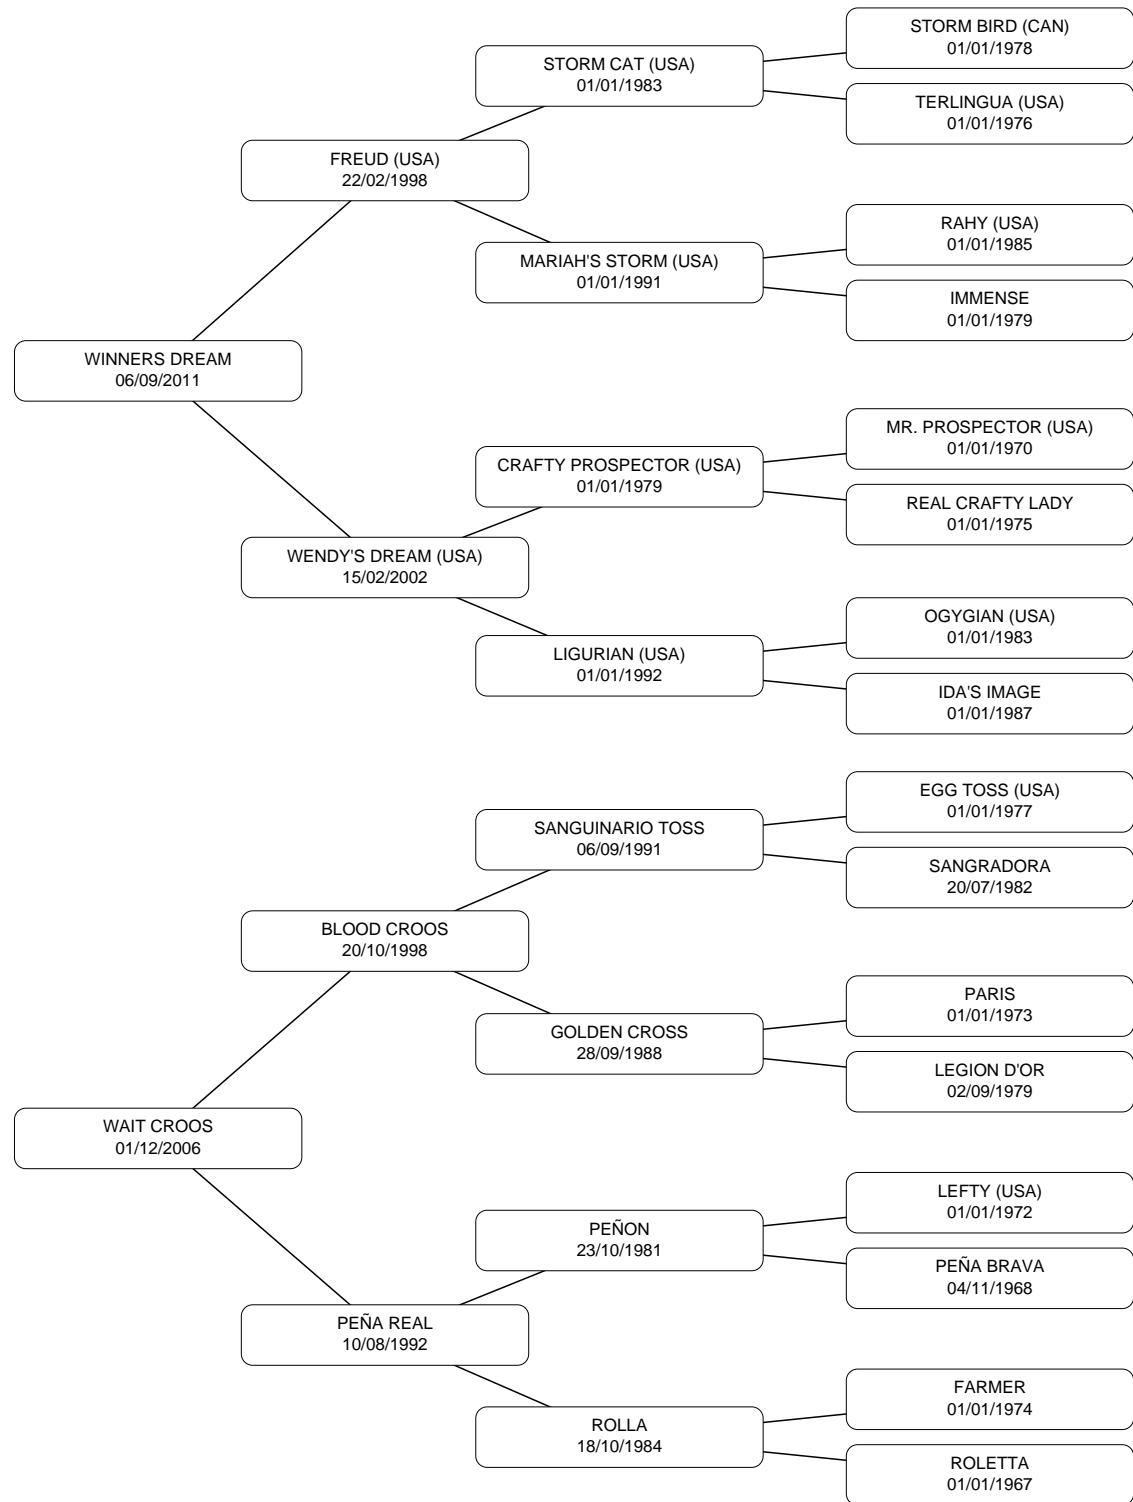 STORM BIRD (CAN)
01/01/1978
STORM CAT (USA)
01/01/1983
TERLINGUA (USA)
01/01/1976
FREUD (USA)
22/02/1998
RAHY (USA)
01/01/1985
MARIAH'S STORM (USA)
01/01/1991
IMMENSE
01/01/1979
WINNERS DREAM
06/09/2011
MR. PROSPECTOR (USA)
01/01/1970
CRAFTY PROSPECTOR (USA)
01/01/1979
REAL CRAFTY LADY
01/01/1975
WENDY'S DREAM (USA)
15/02/2002
OGYGIAN (USA)
01/01/1983
LIGURIAN (USA)
01/01/1992
IDA'S IMAGE
01/01/1987
EGG TOSS (USA)
01/01/1977
SANGUINARIO TOSS
06/09/1991
SANGRADORA
20/07/1982
BLOOD CROOS
20/10/1998
PARIS
01/01/1973
GOLDEN CROSS
28/09/1988
LEGION D'OR
02/09/1979
WAIT CROOS
01/12/2006
LEFTY (USA)
01/01/1972
PEÑON
23/10/1981
PEÑA BRAVA
04/11/1968
PEÑA REAL
10/08/1992
FARMER
01/01/1974
ROLLA
18/10/1984
ROLETTA
01/01/1967